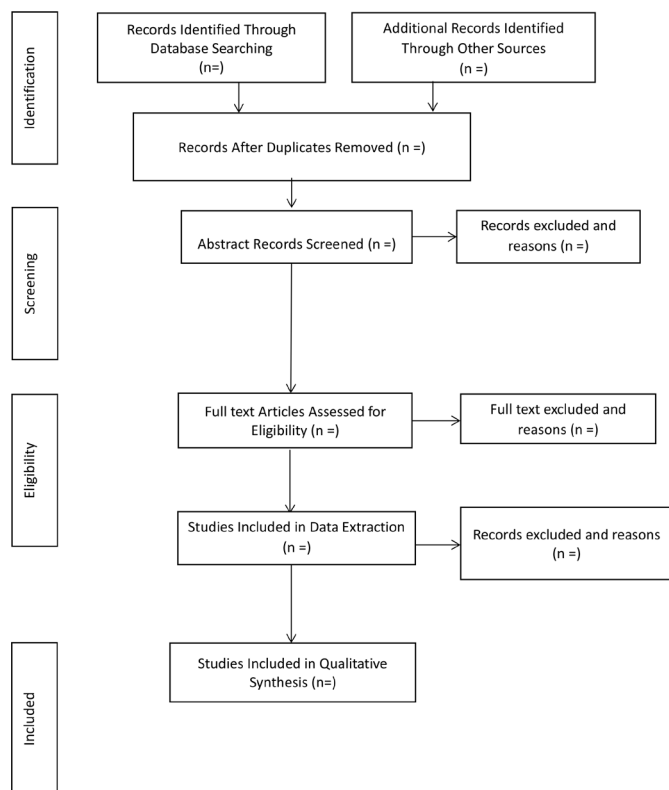 Identification
Records Identified Through
Database Searching
(n=)
Additional Records Identified
Through Other Sources
(n =)
Records After Duplicates Removed (n =)
Screening
Abstract Records Screened (n =)
Records excluded and
reasons (n =)
Eligibility
Full text Articles Assessed for
Eligibility (n =)
Full text excluded and
reasons (n =)
Studies Included in Data Extraction
(n =)
Records excluded and reasons
(n =)
Included
Studies Included in Qualitative
Synthesis (n=)